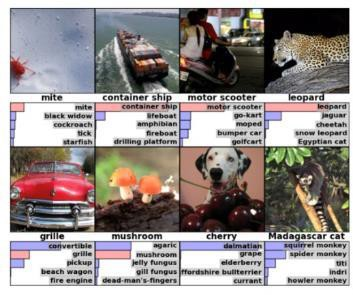 mite
container ship
motor scooter
leopard
mite
black widow
cockroach
tick
starfish
container ship
lifeboat
amphibian
fireboat
drilling platform
motor scooter
go-kart
moped
bumper car
golfcart
leopard
jaguar
cheetah
snow leopard
Egyptian cat
grille
mushroom
cherry
Madagascar cat
convertible
grille
pickup
beach wagon
fire engine
agaric
mushroom
jelly fungus
gill fungus
dead-man's-fingers
dalmatian
grape
elderberry
ffordshire bullterrier
currant
squirrel monkey
spider monkey
titi
indri
howler monkey